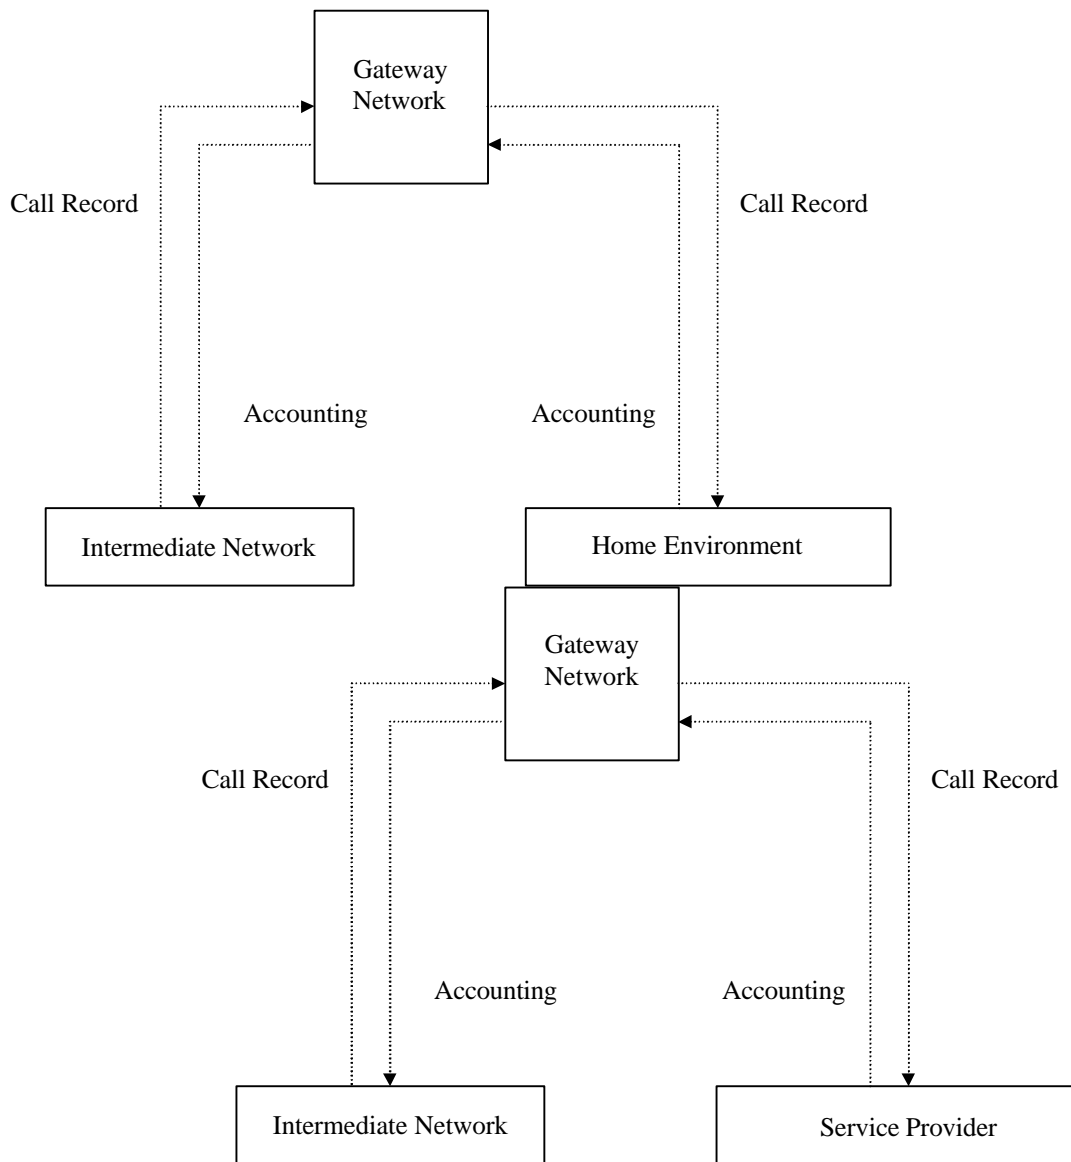 Gateway
Network
Call Record
Call Record
Accounting
Accounting
Intermediate Network
Home Environment
Gateway
Network
Call Record
Call Record
Accounting
Accounting
Intermediate Network
Service Provider